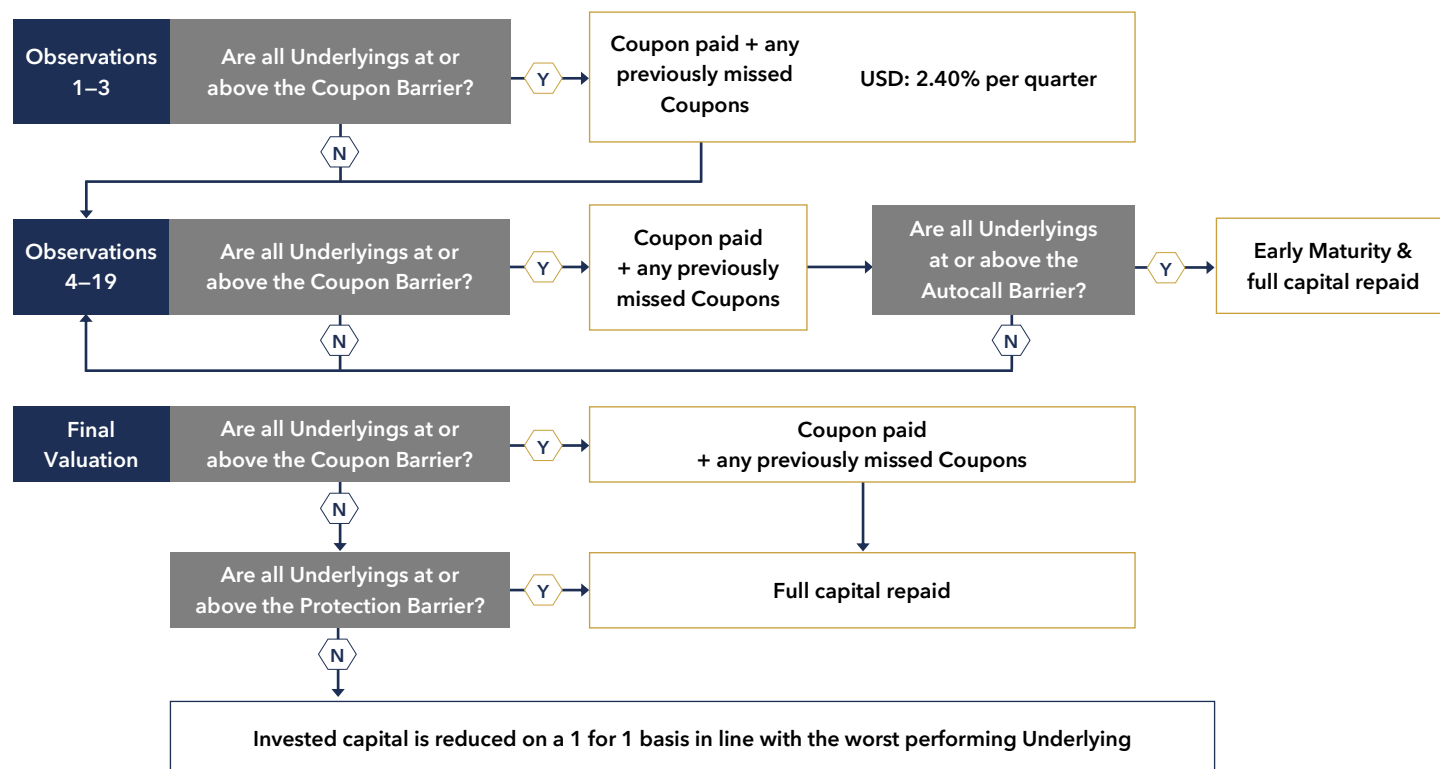 Observations
1–3
Are all Underlyings at or
above the Coupon Barrier?
Y
Coupon paid + any
previously missed
Coupons
USD: 2.40% per quarter
N
Observations
4–19
Are all Underlyings at or
above the Coupon Barrier?
Y
Coupon paid
+ any previously
missed Coupons
Are all Underlyings
at or above the
Autocall Barrier?
Y
Early Maturity &
full capital repaid
N
N
Final
Valuation
Are all Underlyings at or
above the Coupon Barrier?
Y
Coupon paid
+ any previously missed Coupons
N
Are all Underlyings at or
above the Protection Barrier?
Y
Full capital repaid
N
Invested capital is reduced on a 1 for 1 basis in line with the worst performing Underlying